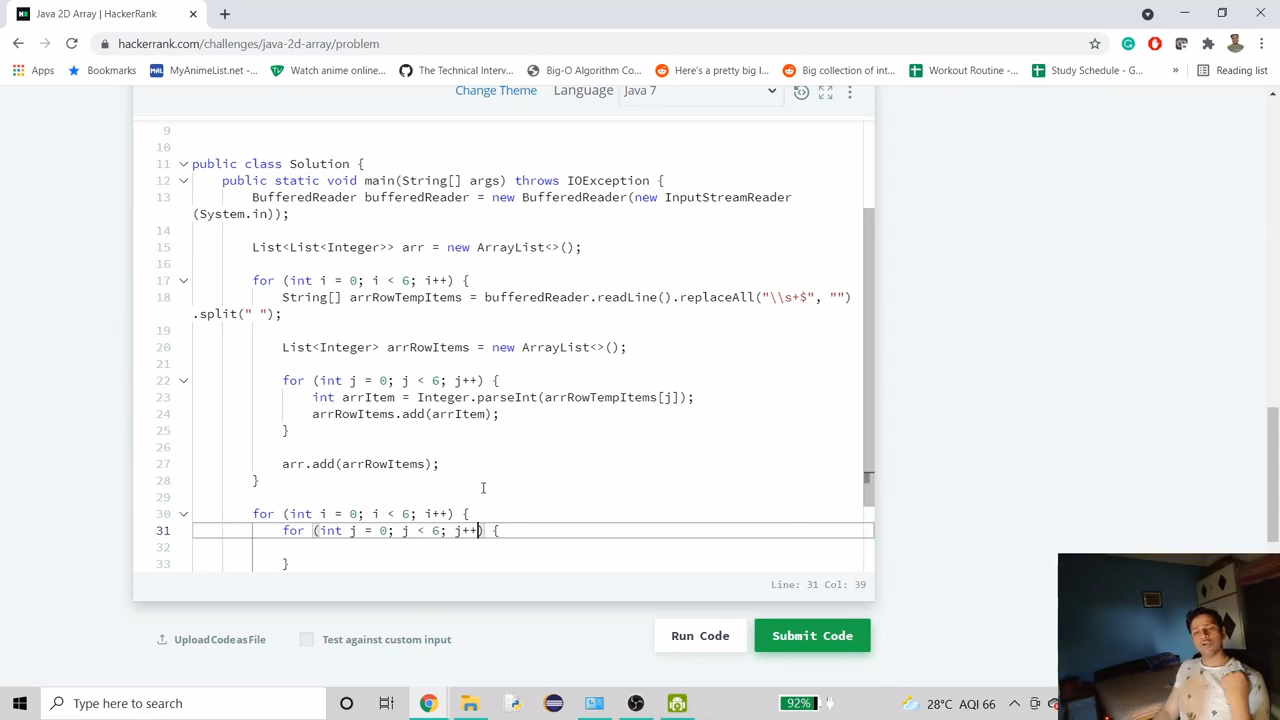 Java 2D Array | HackerRank
hackerrank.com/challenges/java-2d-array/problem
Apps Bookmarks MyAnimeList.net -... Watch anime online... The Technical Interv... Big-O Algorithm Co... Here's a pretty big l... Big collection of int... Workout Routine -... Study Schedule - G... » Reading list
Change Theme Language Java 7
9
10
11 public class Solution {
12 public static void main(String[] args) throws IOException {
13 BufferedReader bufferedReader = new BufferedReader(new InputStreamReader
(System.in));
14
15 List<List<Integer>> arr = new ArrayList<>();
16
17 for (int i = 0; i < 6; i++) {
18 String[] arrRowTempItems = bufferedReader.readLine().replaceAll("\\s+$", "")
.split(" ");
19
20 List<Integer> arrRowItems = new ArrayList<>();
21
22 for (int j = 0; j < 6; j++) {
23 int arrItem = Integer.parseInt(arrRowTempItems[j]);
24 arrRowItems.add(arrItem);
25 }
26
27 arr.add(arrRowItems);
28 }
29
30 for (int i = 0; i < 6; i++) {
31 for (int j = 0; j < 6; j++) {
32
33 }
Line: 31 Col: 39
Upload Code as File Test against custom input Run Code Submit Code
Type here to search 92% 28°C AQI 66